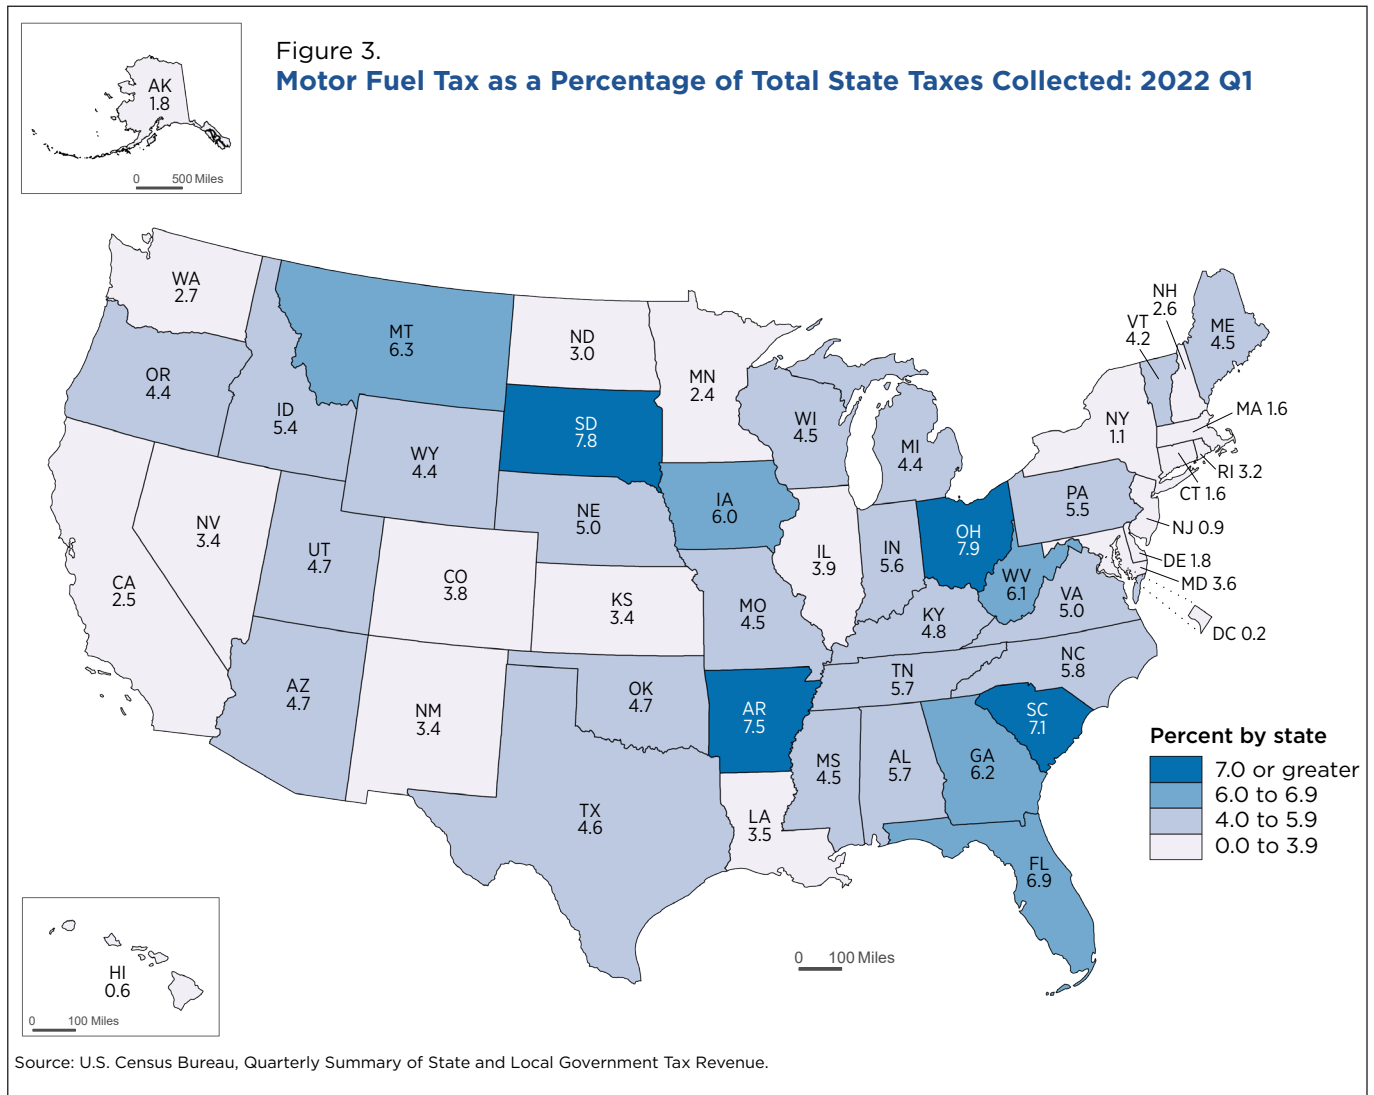 Figure 3.
Motor Fuel Tax as a Percentage of Total State Taxes Collected: 2022 Q1
AK
1.8
0 500 Miles
WA
2.7
MT
6.3
ND
3.0
MN
2.4
OR
4.4
ID
5.4
SD
7.8
WI
4.5
MI
4.4
NH
2.6
VT
4.2
ME
4.5
NY
1.1
MA 1.6
RI 3.2
CT 1.6
WY
4.4
NE
5.0
IA
6.0
PA
5.5
NJ 0.9
NV
3.4
UT
4.7
CA
2.5
CO
3.8
KS
3.4
IL
3.9
IN
5.6
OH
7.9
WV
6.1
DE 1.8
MD 3.6
VA
5.0
DC 0.2
MO
4.5
KY
4.8
NC
5.8
TN
5.7
AZ
4.7
NM
3.4
OK
4.7
AR
7.5
SC
7.1
MS
4.5
AL
5.7
GA
6.2
TX
4.6
LA
3.5
FL
6.9
Percent by state
7.0 or greater
6.0 to 6.9
4.0 to 5.9
0.0 to 3.9
HI
0.6
0 100 Miles
0 100 Miles
Source: U.S. Census Bureau, Quarterly Summary of State and Local Government Tax Revenue.